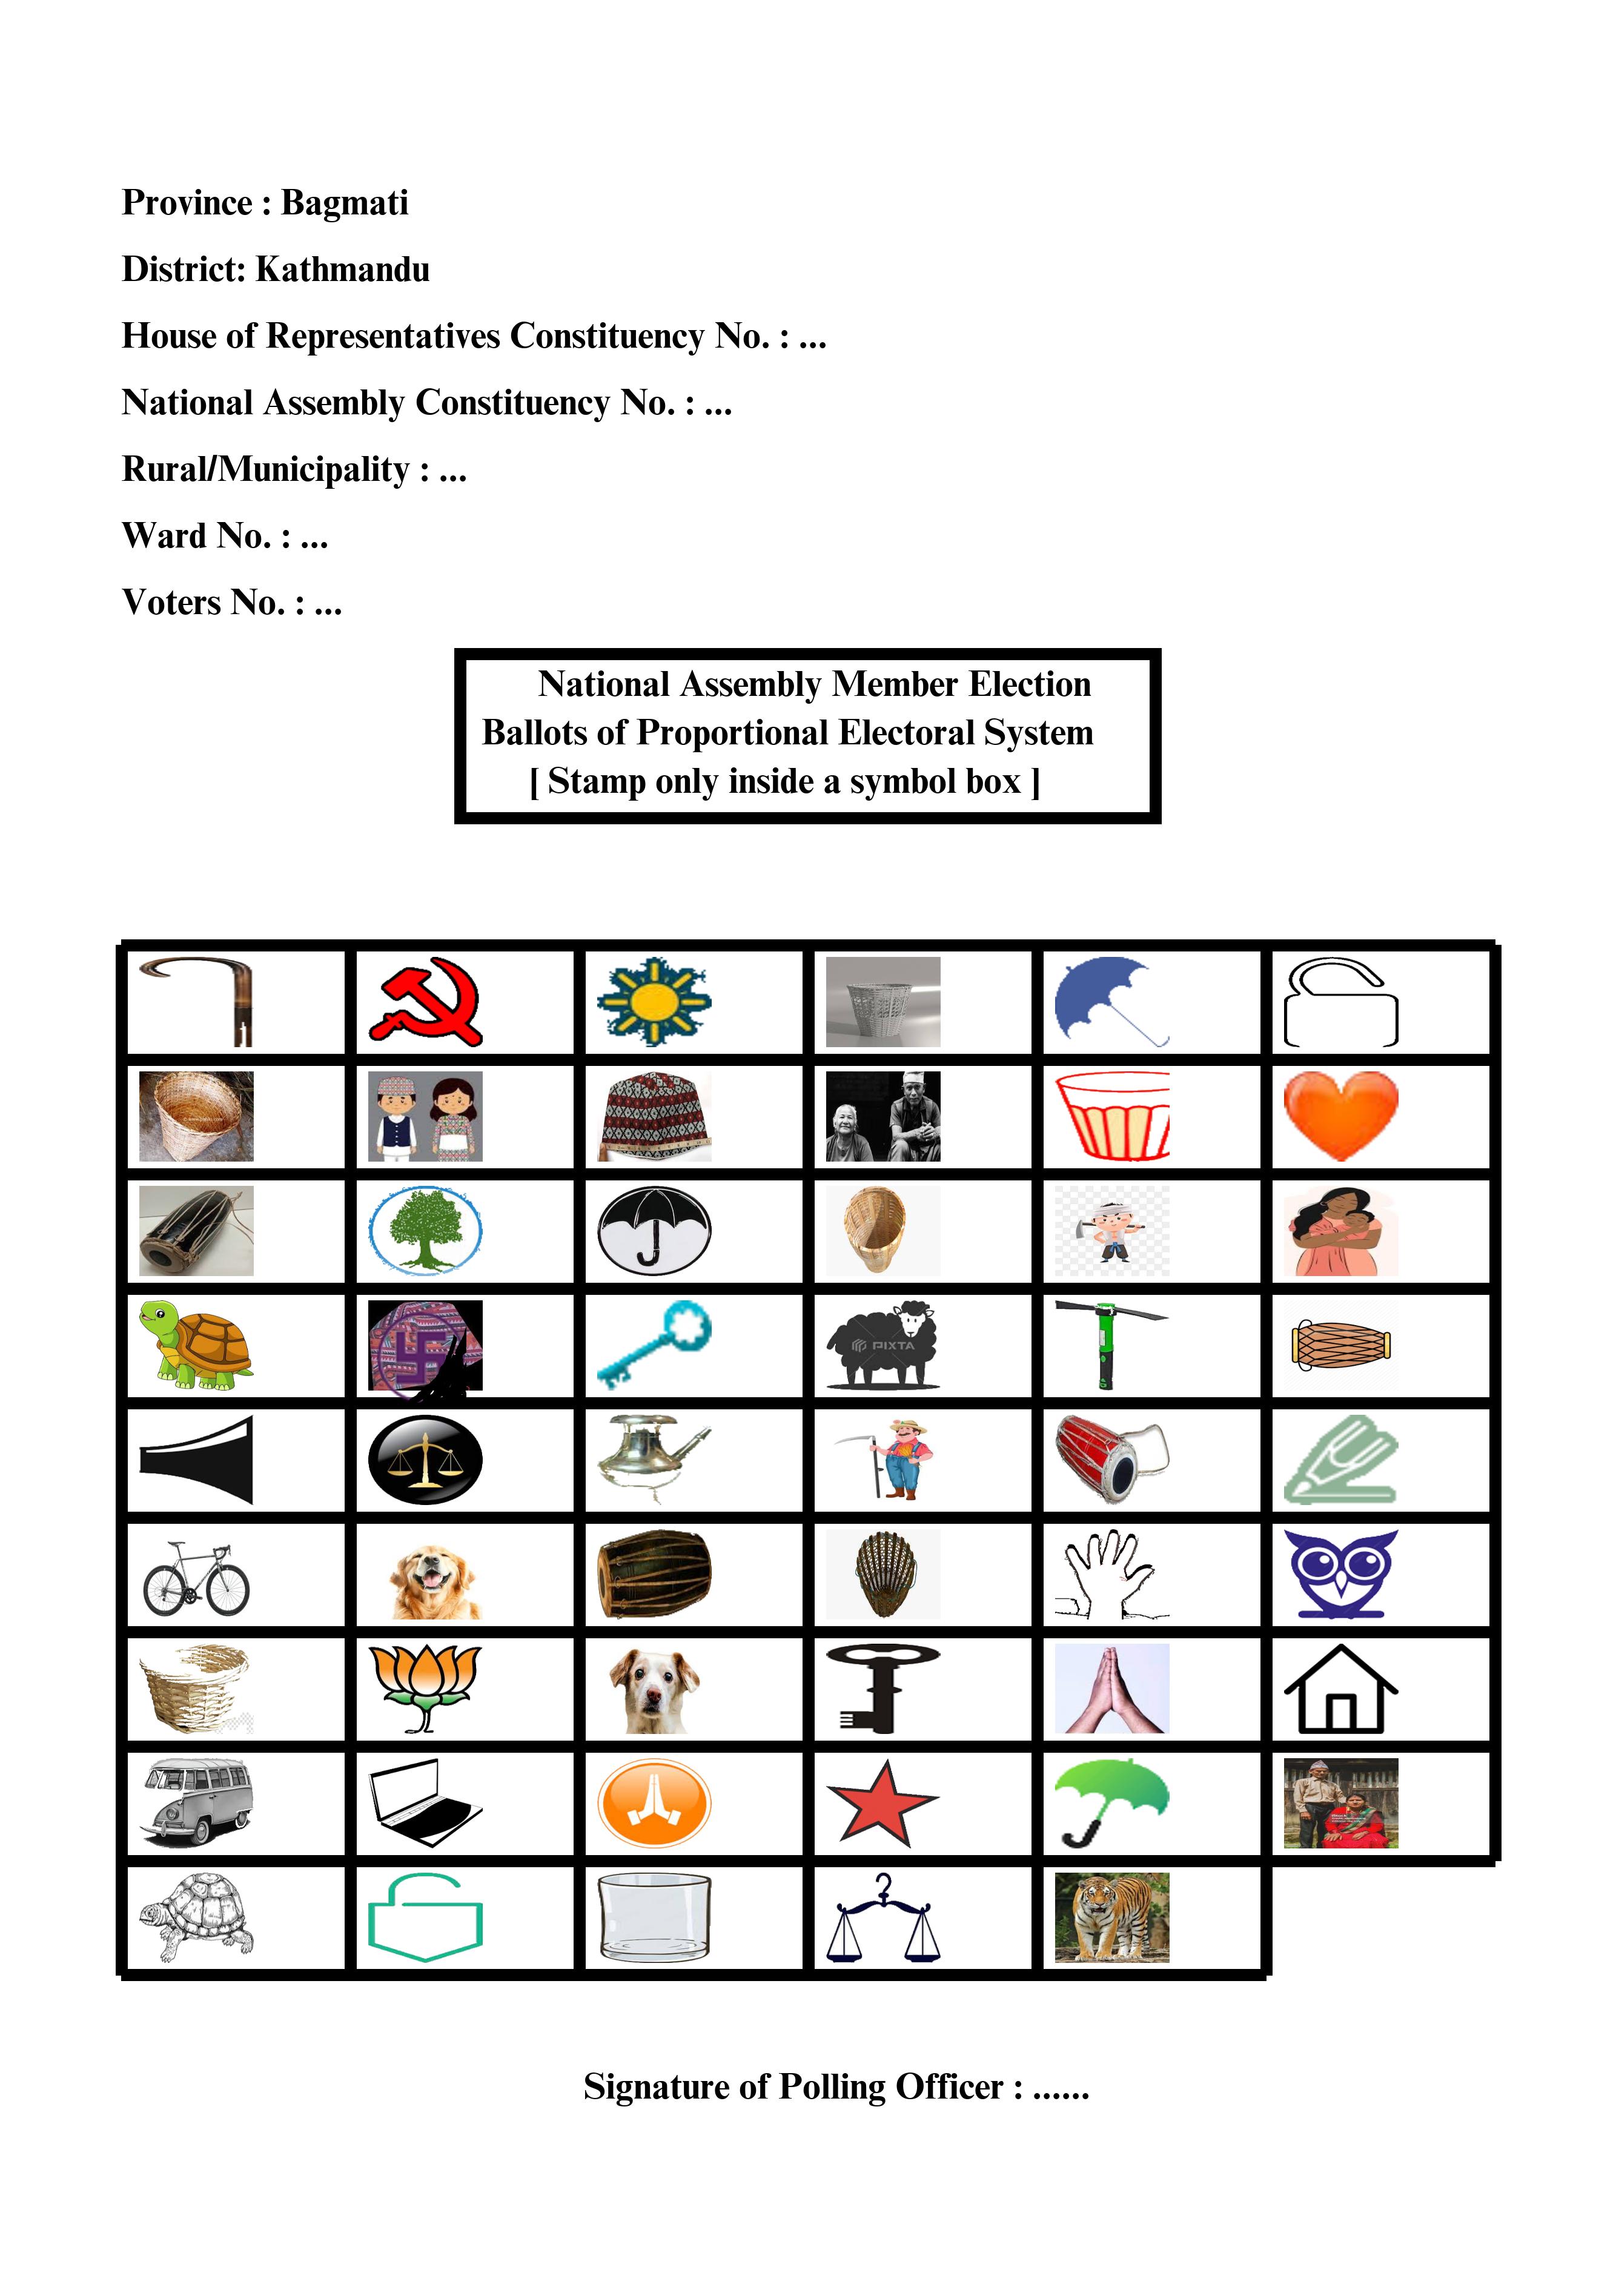 Province : Bagmati
District: Kathmandu
House of Representatives Constituency No. : ...
National Assembly Constituency No. : ...
Rural/Municipality : ...
Ward No. : ...
Voters No. : ...
National Assembly Member Election
Ballots of Proportional Electoral System
[ Stamp only inside a symbol box ]
PIXTA
Signature of Polling Officer : ......